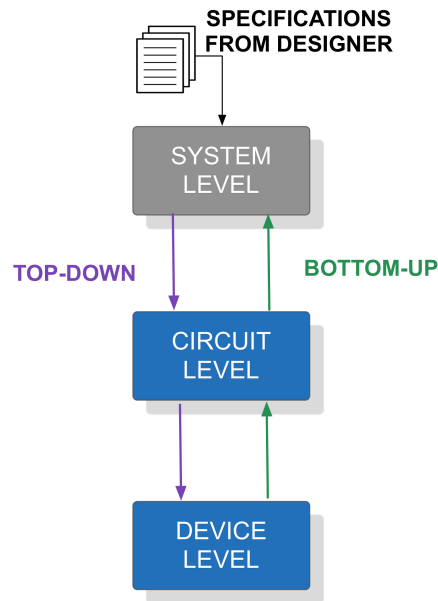 SPECIFICATIONS
FROM DESIGNER
SYSTEM
LEVEL
TOP-DOWN
BOTTOM-UP
CIRCUIT
LEVEL
DEVICE
LEVEL